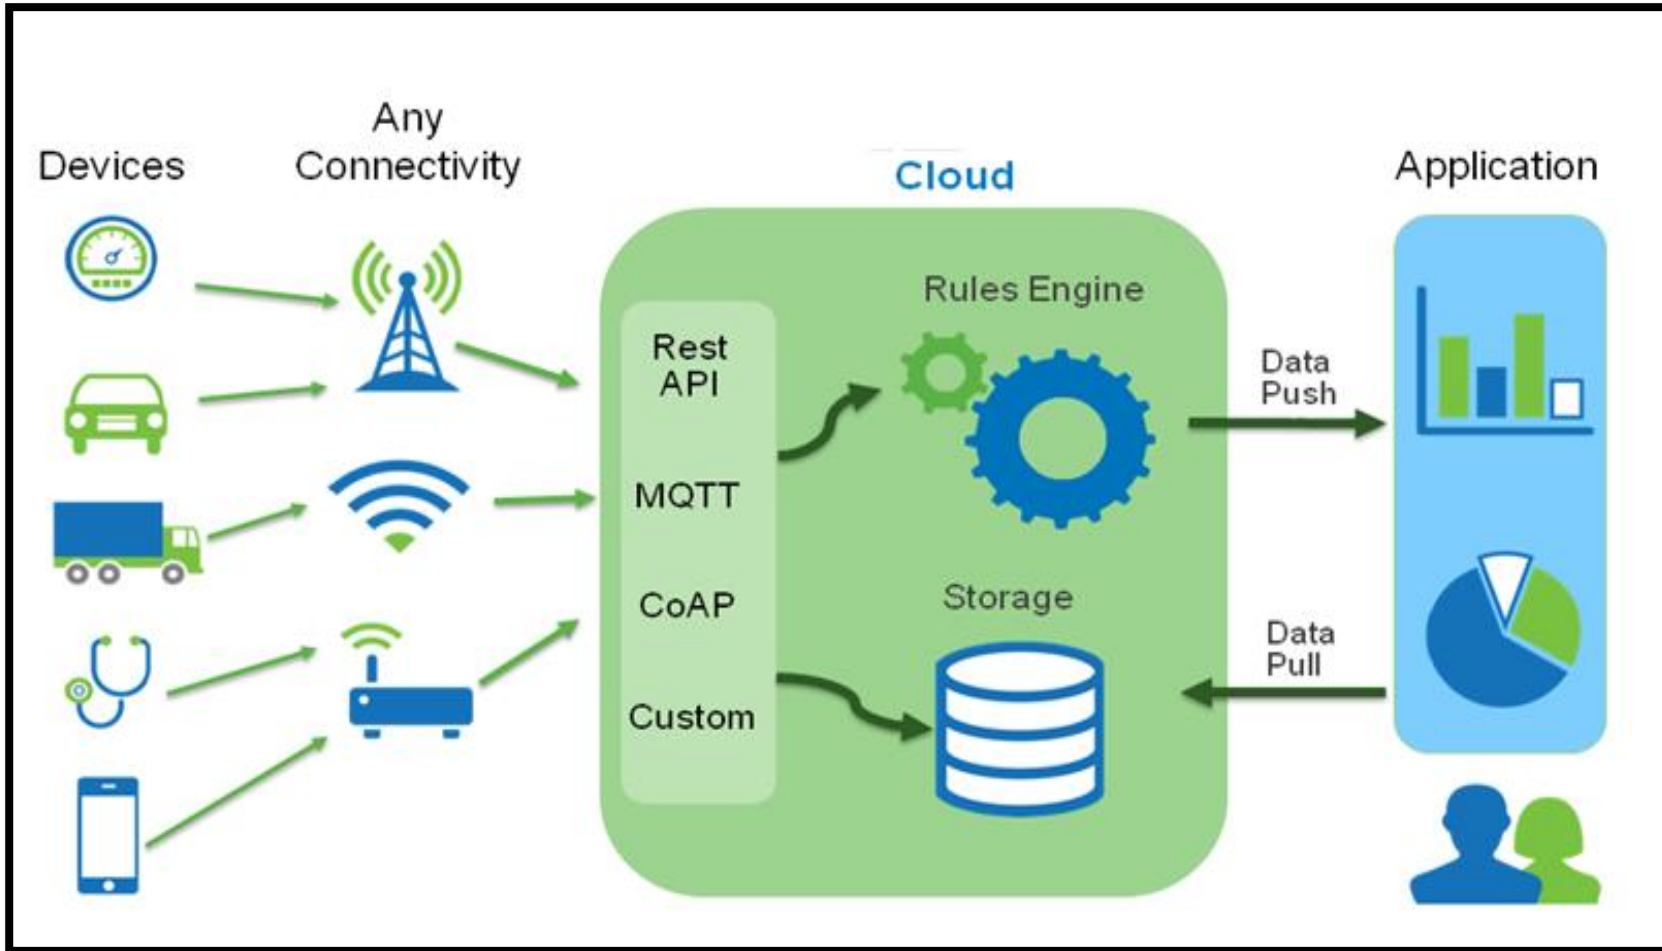 Devices
Any
Connectivity
Cloud
Application
Rest
API
MQTT
CoAP
Custom
Rules Engine
Storage
Data
Push
Data
Pull